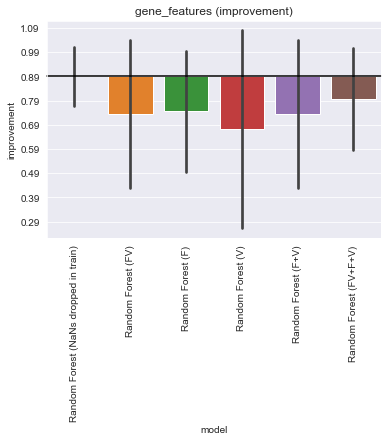 gene_features (improvement)
1.09
0.99
0.89
0.79
0.69
0.59
0.49
0.39
0.29
improvement
Random Forest (NaNs dropped in train)
Random Forest (FV)
Random Forest (F)
Random Forest (V)
Random Forest (F+V)
Random Forest (FV+F+V)
model